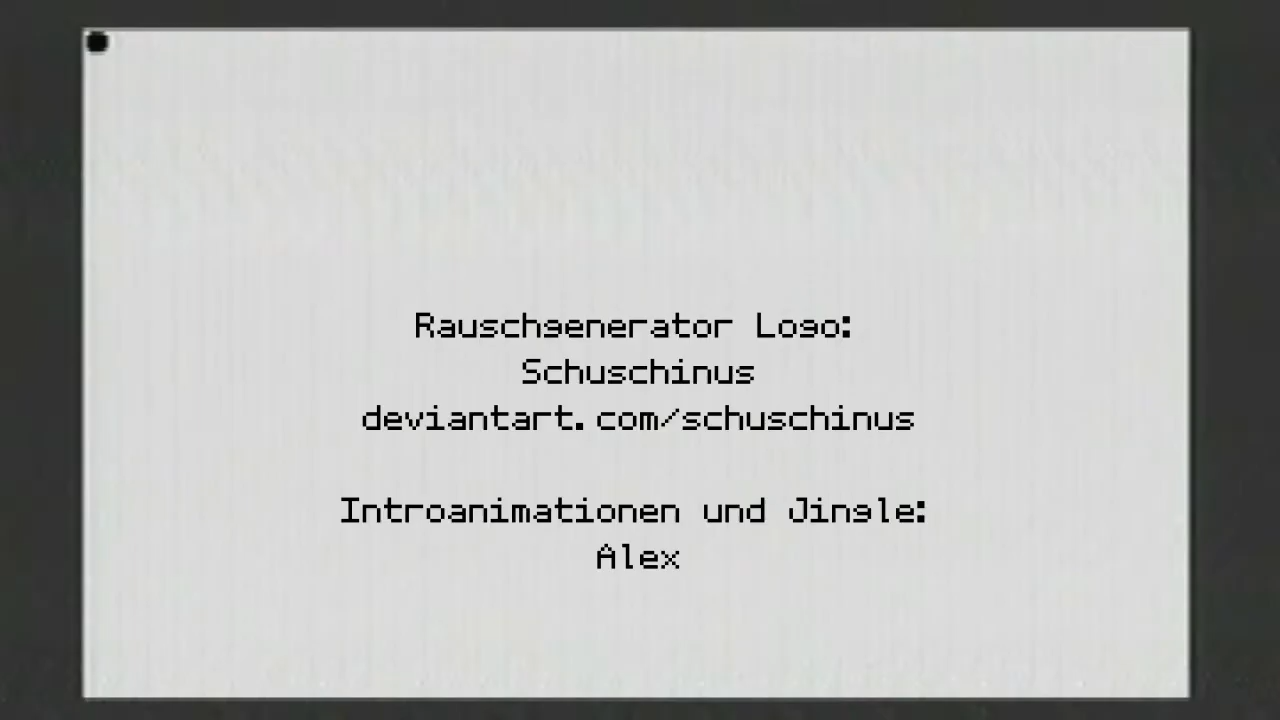 Rauschgenerator Logo:
Schuschinus
deviantart.com/schuschinus
Introanimationen und Jingle:
Alex